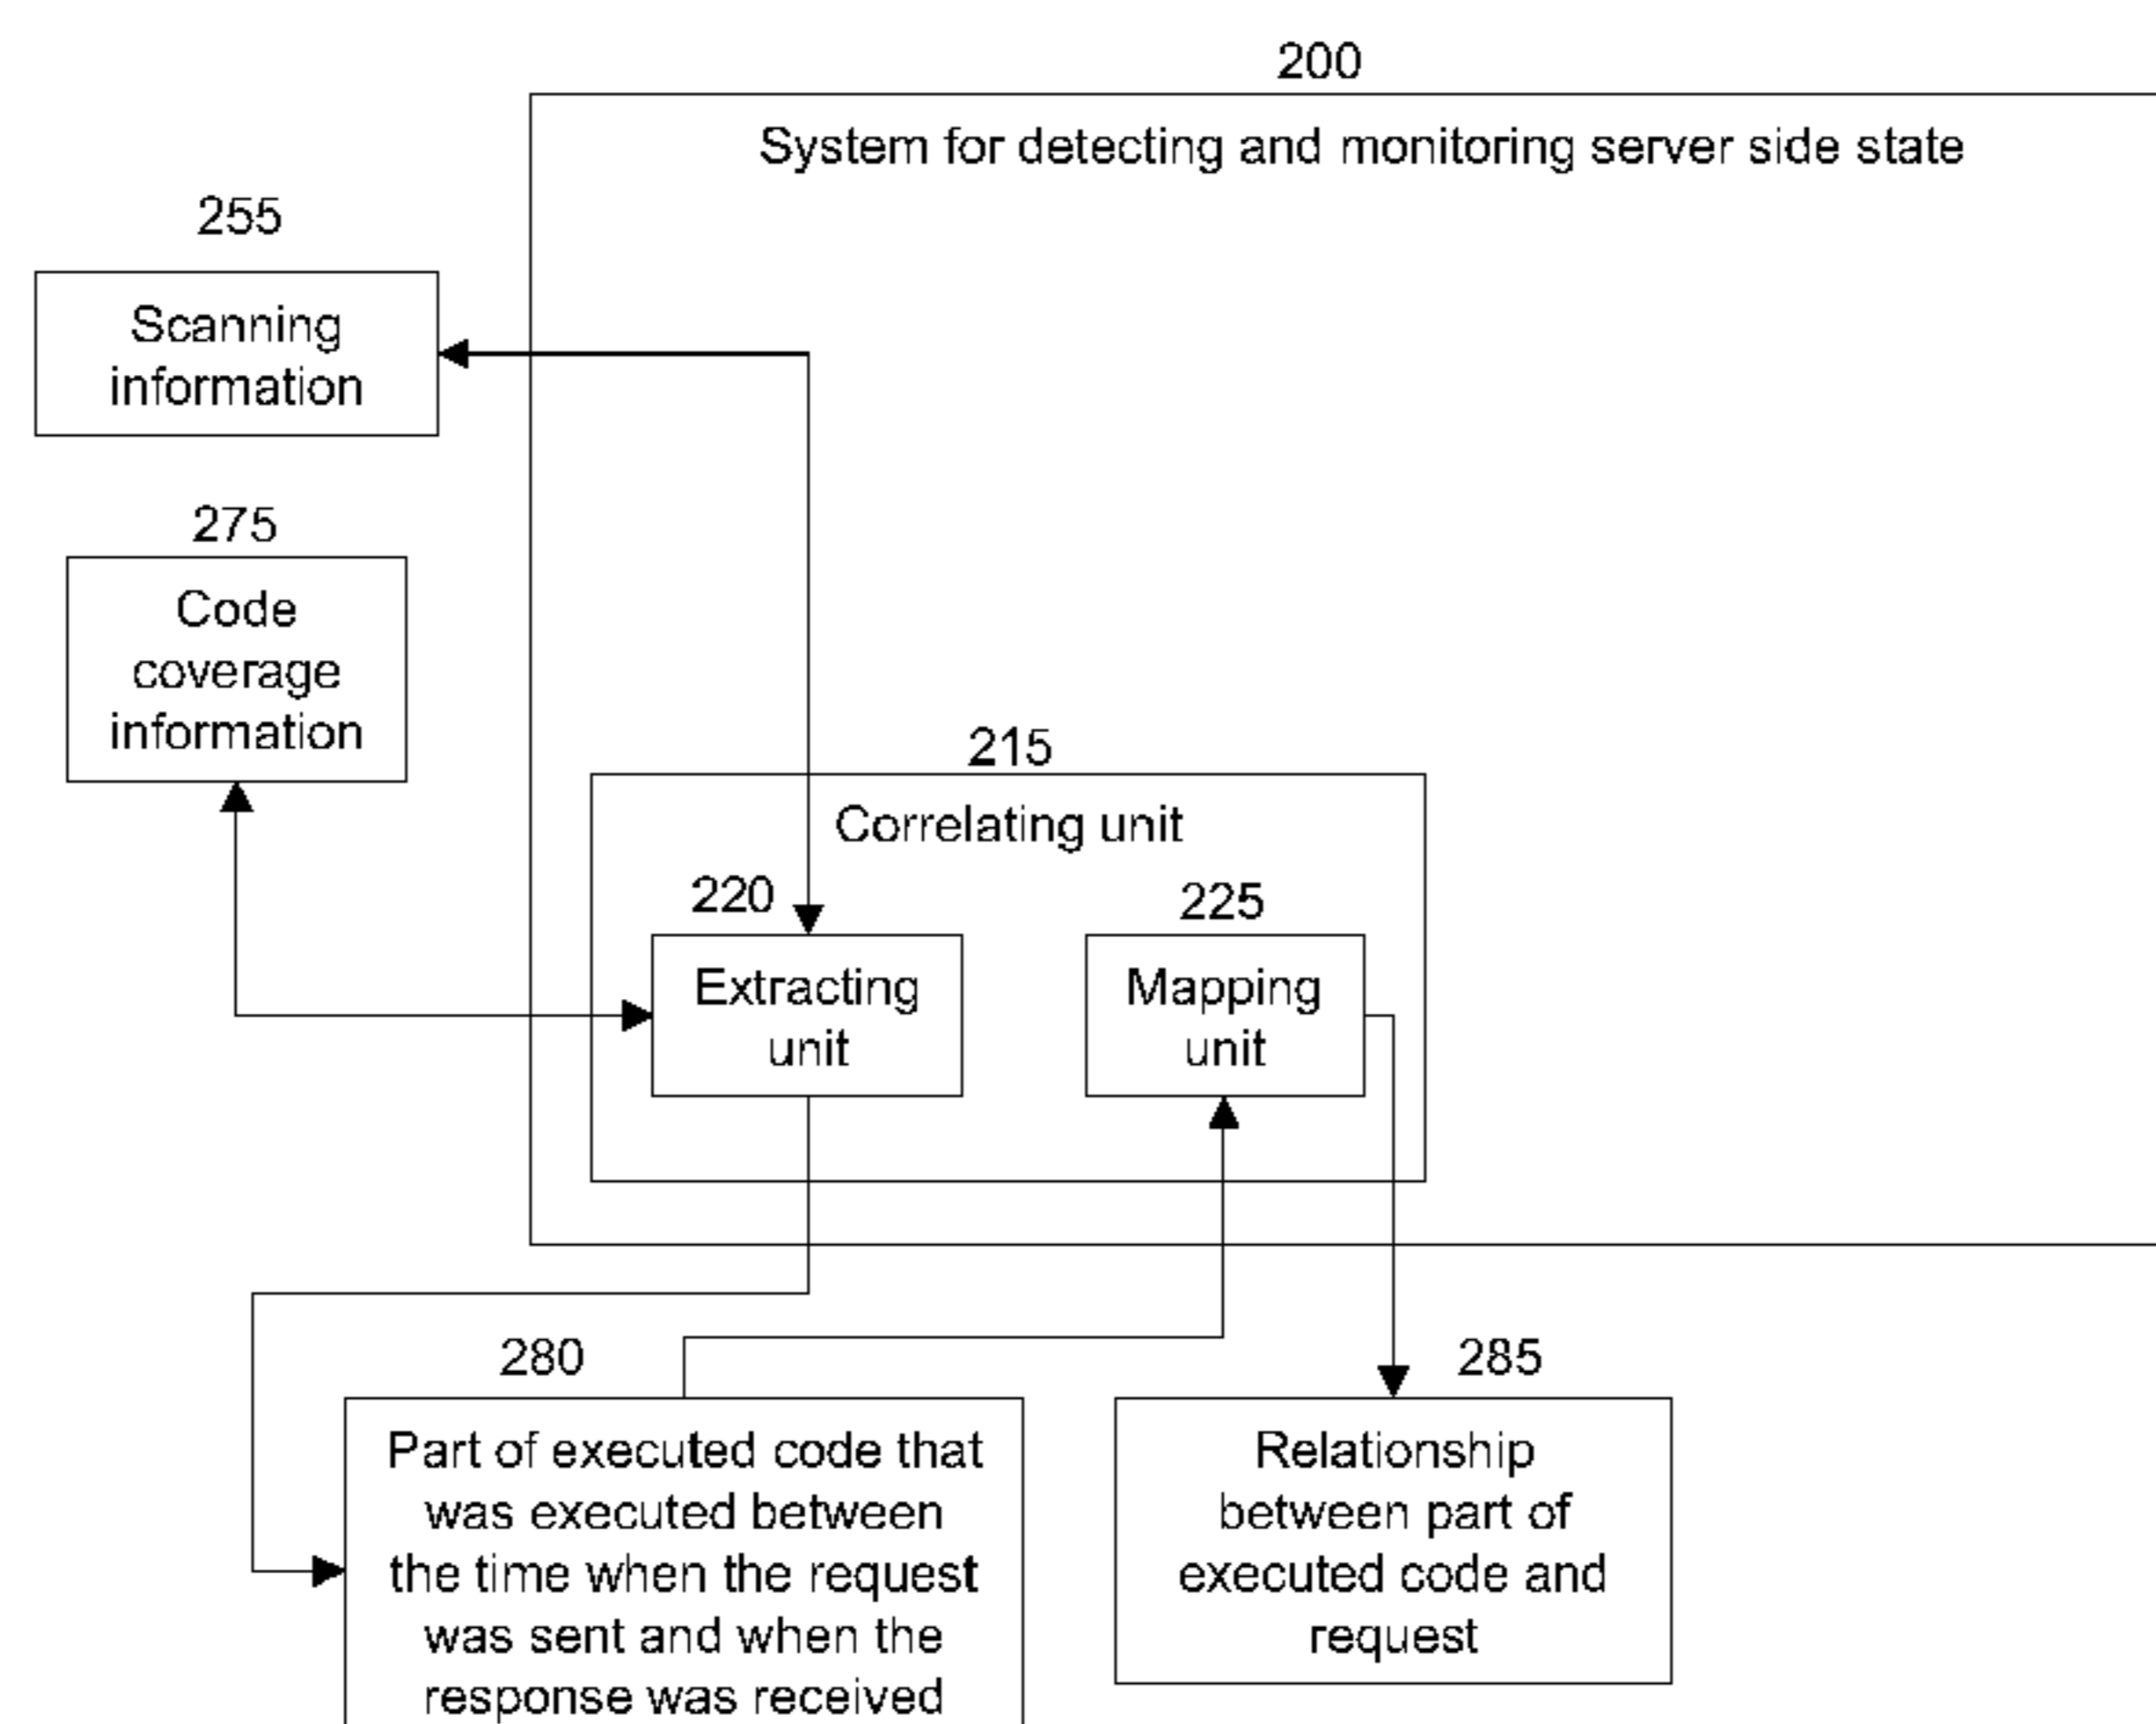 200
System for detecting and monitoring server side state
255
Scanning
information
275
Code
coverage
information
215
Correlating unit
220
225
Extracting
unit
Mapping
unit
280
285
Part of executed code that
was executed between
the time when the request
was sent and when the
response was received
Relationship
between part of
executed code and
request